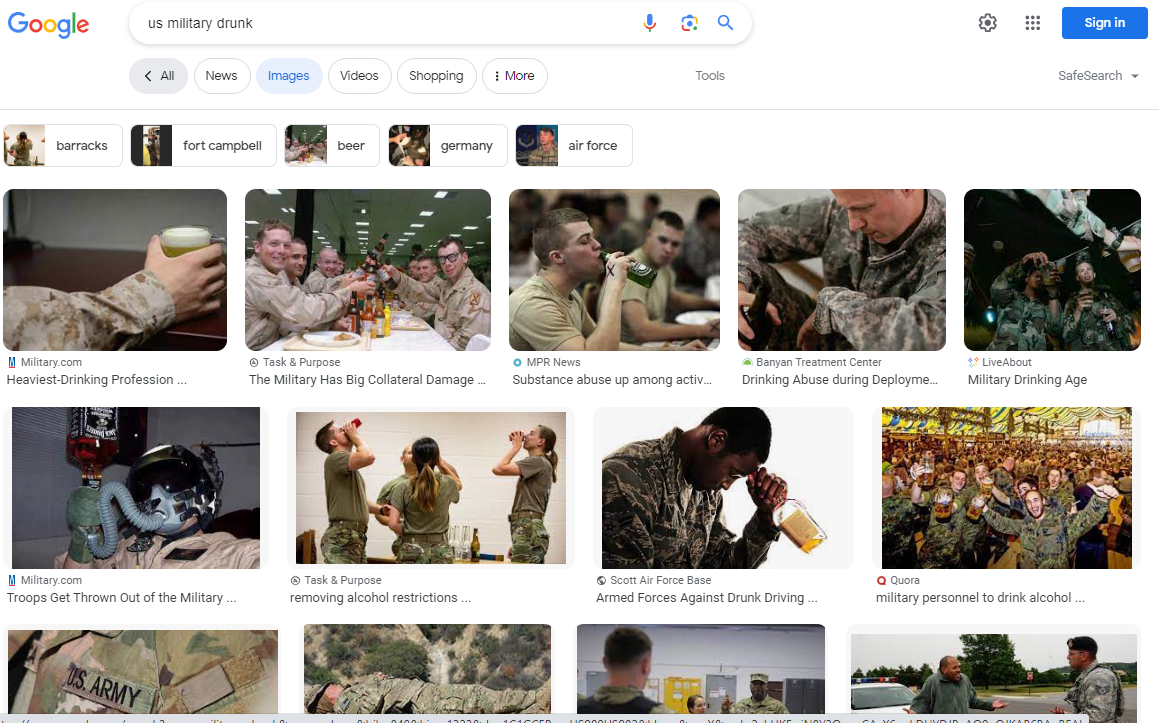 Google
us military drunk
Sign in
All
News
Images
Videos
Shopping
More
Tools
SafeSearch
barracks
fort campbell
beer
germany
air force
Military.com
Heaviest-Drinking Profession ...
Task & Purpose
The Military Has Big Collateral Damage ...
MPR News
Substance abuse up among activ...
Banyan Treatment Center
Drinking Abuse during Deployme...
LiveAbout
Military Drinking Age
Military.com
Troops Get Thrown Out of the Military ...
Task & Purpose
removing alcohol restrictions ...
Scott Air Force Base
Armed Forces Against Drunk Driving ...
Quora
military personnel to drink alcohol ...
U.S. ARMY